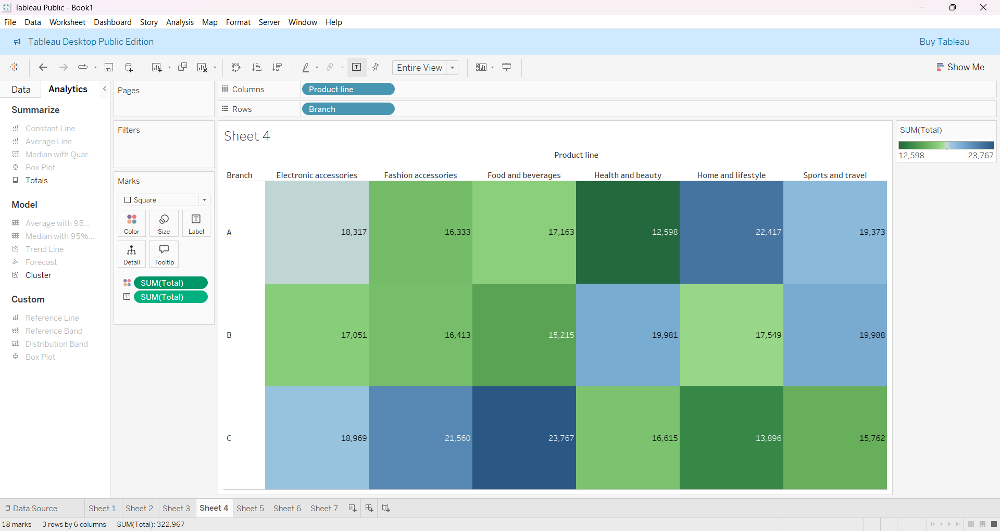 Tableau Public - Book1
File Data Worksheet Dashboard Story Analysis Map Format Server Window Help
Tableau Desktop Public Edition
Buy Tableau
Entire View
Show Me
Data
Analytics
Summarize
Constant Line
Average Line
Median with Quar...
Box Plot
Totals
Model
Average with 95...
Median with 95%...
Trend Line
Forecast
Cluster
Custom
Reference Line
Reference Band
Distribution Band
Box Plot
Pages
Filters
Marks
Square
Color Size Label
Detail Tooltip
SUM(Total)
SUM(Total)
Columns Product line
Rows Branch
Sheet 4
Product line
Branch Electronic accessories Fashion accessories Food and beverages Health and beauty Home and lifestyle Sports and travel
A 18,317 16,333 17,163 12,598 22,417 19,373
B 17,051 16,413 15,215 19,981 17,549 19,988
C 18,969 21,560 23,767 16,615 13,896 15,762
SUM(Total)
12,598 23,767
Data Source Sheet 1 Sheet 2 Sheet 3 Sheet 4 Sheet 5 Sheet 6 Sheet 7
18 marks 3 rows by 6 columns SUM(Total): 322,967